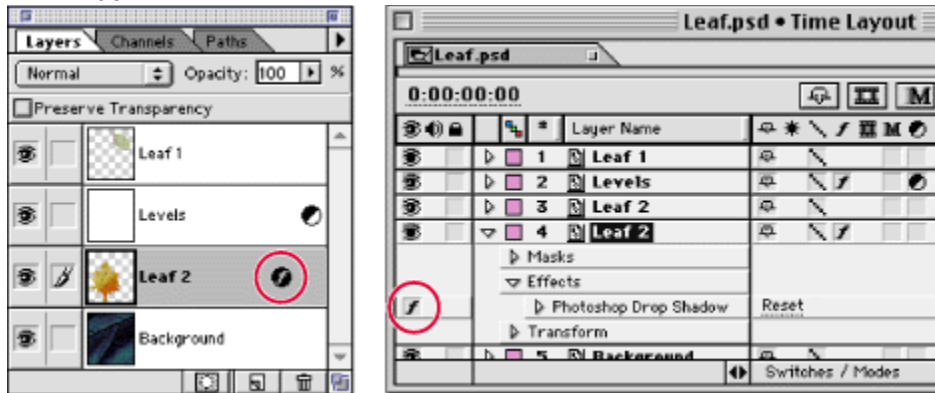 Layers Channels Paths
Normal Opacity: 100 %
Preserve Transparency
Leaf 1
Levels
Leaf 2
Background
Leaf.psd • Time Layout
Leaf.psd
0:00:00:00 M
# Layer Name M
1 Leaf 1
2 Levels
3 Leaf 2
4 Leaf 2
Masks
Effects
f Photoshop Drop Shadow Reset
Transform
5 Background
Switches / Modes